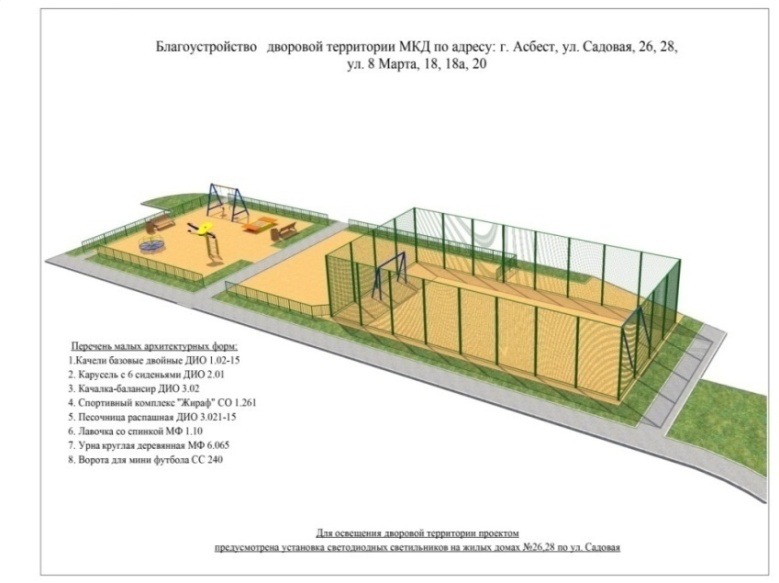 Благоустройство дворовой территории МКД по адресу: г. Асбест, ул. Садовая, 26, 28,
ул. 8 Марта, 18, 18а, 20
Перечень малых архитектурных форм:
1.Качели базовые двойные ДИО 1.02-15
2. Карусель с 6 сиденьями ДИО 2.01
3. Качалка-балансир ДИО 3.02
4. Спортивный комплекс "Жираф" СО 1.261
5. Песочница распашная ДИО 3.021-15
6. Лавочка со спинкой МФ 1.10
7. Урна круглая деревянная МФ 6.065
8. Ворота для мини футбола СС 240
Для освещения дворовой территории проектом
предусмотрена установка светодиодных светильников на жилых домах №26,28 по ул. Садовая